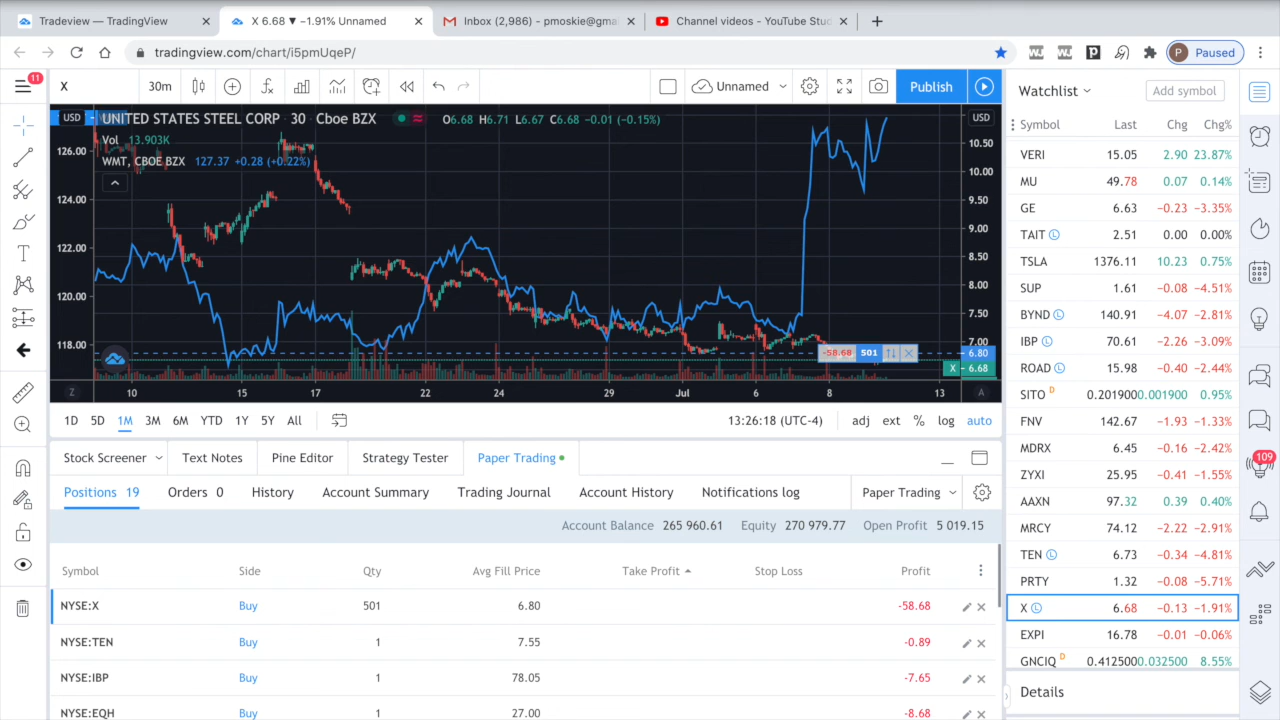 Tradeview — TradingView
X 6.68 ▼ −1.91% Unnamed
Inbox (2,986) - pmoskie@gma
Channel videos - YouTube Stud
tradingview.com/chart/i5pmUqeP/
P Paused
11
X
30m
Unnamed
Publish
USD
UNITED STATES STEEL CORP · 30 · Cboe BZX
O6.68 H6.71 L6.67 C6.68 −0.01 (−0.15%)
USD
Vol 13.903K
WMT, CBOE BZX 127.37 +0.28 (+0.22%)
126.00
124.00
122.00
120.00
118.00
10.50
10.00
9.50
9.00
8.50
8.00
7.50
7.00
6.80
X 6.68
-58.68 501
Z 10 15 17 22 24 29 Jul 6 8 13 A
1D 5D 1M 3M 6M YTD 1Y 5Y All
13:26:18 (UTC-4) adj ext % log auto
Stock Screener Text Notes Pine Editor Strategy Tester Paper Trading
Positions 19 Orders 0 History Account Summary Trading Journal Account History Notifications log Paper Trading
Account Balance 265 960.61 Equity 270 979.77 Open Profit 5 019.15
Symbol Side Qty Avg Fill Price Take Profit Stop Loss Profit
NYSE:X Buy 501 6.80 -58.68
NYSE:TEN Buy 1 7.55 -0.89
NYSE:IBP Buy 1 78.05 -7.65
NYSE:EQH Buy 1 27.00 -8.68
Watchlist Add symbol
Symbol Last Chg Chg%
VERI 15.05 2.90 23.87%
MU 49.78 0.07 0.14%
GE 6.63 −0.23 −3.35%
TAIT L 2.51 0.00 0.00%
TSLA 1376.11 10.23 0.75%
SUP 1.61 −0.08 −4.51%
BYND L 140.91 −4.07 −2.81%
IBP L 70.61 −2.26 −3.09%
ROAD L 15.98 −0.40 −2.44%
SITO D 0.201900 0.001900 0.95%
FNV 142.67 −1.93 −1.33%
MDRX 6.45 −0.16 −2.42%
ZYXI 25.95 −0.41 −1.55%
AAXN 97.32 0.39 0.40%
MRCY 74.12 −2.22 −2.91%
TEN L 6.73 −0.34 −4.81%
PRTY 1.32 −0.08 −5.71%
X L 6.68 −0.13 −1.91%
EXPI 16.78 −0.01 −0.06%
GNCIQ D 0.412500 0.032500 8.55%
Details
109